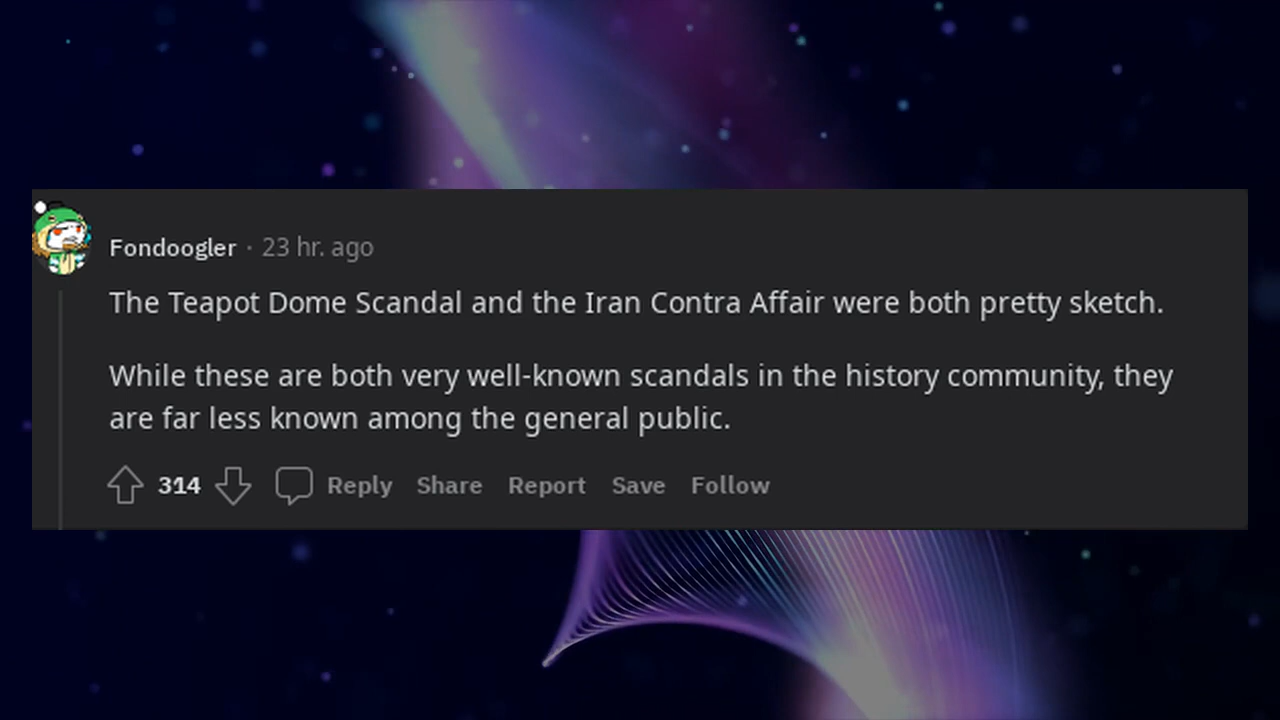 Fondoogler · 23 hr. ago
The Teapot Dome Scandal and the Iran Contra Affair were both pretty sketch.
While these are both very well-known scandals in the history community, they
are far less known among the general public.
314 Reply Share Report Save Follow